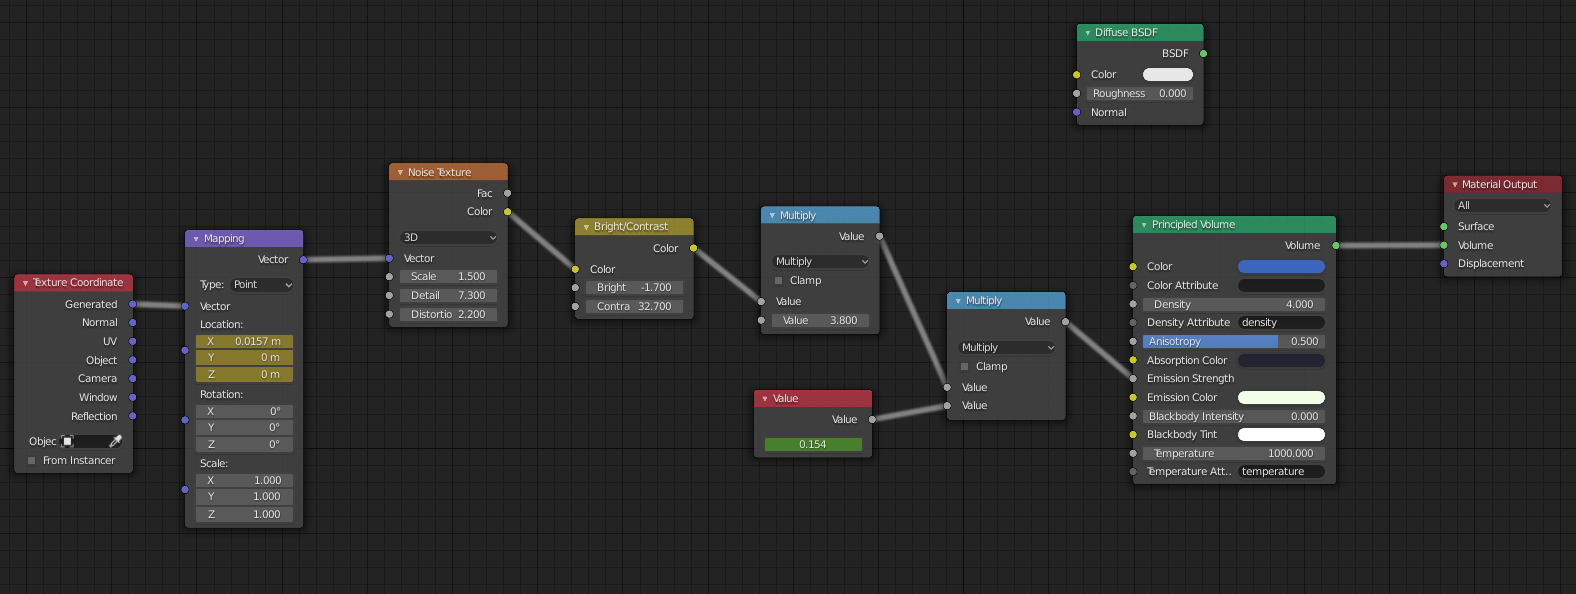 Texture Coordinate
Generated
Normal
UV
Object
Camera
Window
Reflection
Objec
From Instancer
Mapping
Vector
Type: Point
Vector
Location:
X 0.0157 m
Y 0 m
Z 0 m
Rotation:
X 0°
Y 0°
Z 0°
Scale:
X 1.000
Y 1.000
Z 1.000
Noise Texture
Fac
Color
3D
Vector
Scale 1.500
Detail 7.300
Distortio 2.200
Bright/Contrast
Color
Color
Bright -1.700
Contra 32.700
Multiply
Value
Multiply
Clamp
Value
Value 3.800
Value
Value
0.154
Multiply
Value
Multiply
Clamp
Value
Value
Diffuse BSDF
BSDF
Color
Roughness 0.000
Normal
Principled Volume
Volume
Color
Color Attribute
Density 4.000
Density Attribute density
Anisotropy 0.500
Absorption Color
Emission Strength
Emission Color
Blackbody Intensity 0.000
Blackbody Tint
Temperature 1000.000
Temperature Att.. temperature
Material Output
All
Surface
Volume
Displacement